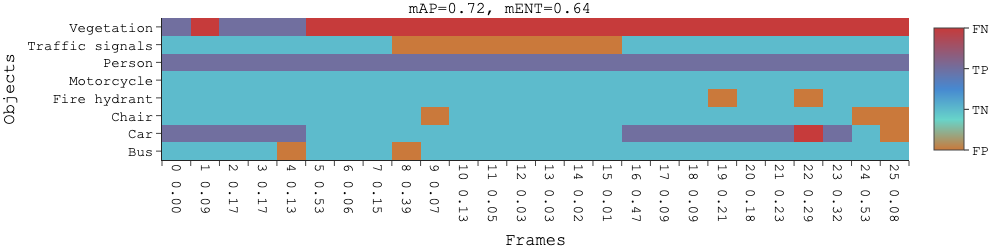 mAP=0.72, mENT=0.64
Objects
Vegetation
Traffic signals
Person
Motorcycle
Fire hydrant
Chair
Car
Bus
0 0.00
1 0.09
2 0.17
3 0.17
4 0.13
5 0.53
6 0.06
7 0.15
8 0.39
9 0.07
10 0.13
11 0.05
12 0.03
13 0.03
14 0.02
15 0.01
16 0.47
17 0.09
18 0.09
19 0.21
20 0.18
21 0.23
22 0.29
23 0.32
24 0.53
25 0.08
Frames
FN
TP
TN
FP